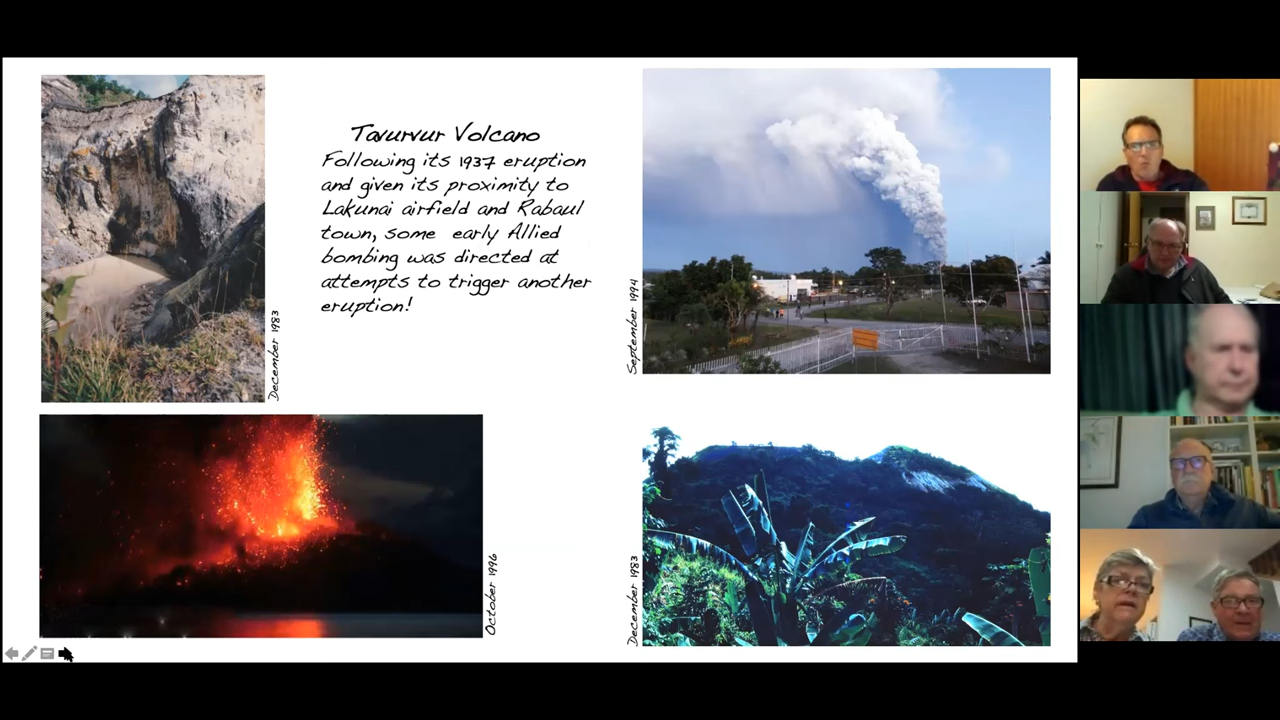 Tavurvur Volcano
Following its 1937 eruption
and given its proximity to
Lakunai airfield and Rabaul
town, some early Allied
bombing was directed at
attempts to trigger another
eruption!
December 1983
September 1994
October 1996
December 1983